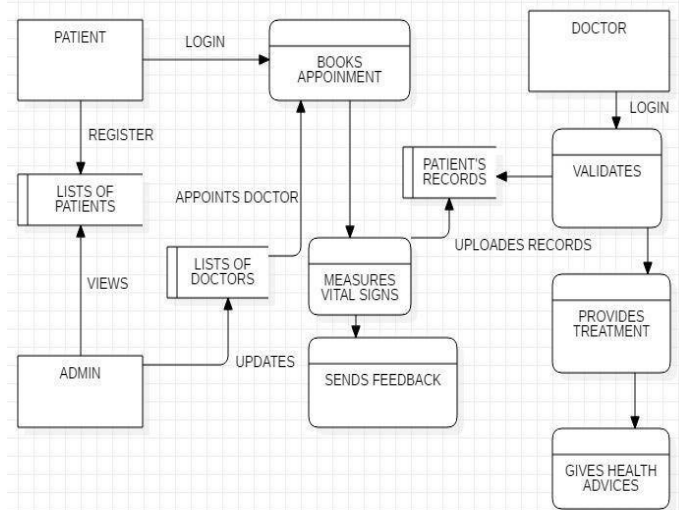 PATIENT
LOGIN
BOOKS
APPOINMENT
DOCTOR
LOGIN
REGISTER
PATIENT'S
RECORDS
VALIDATES
LISTS OF
PATIENTS
APPOINTS DOCTOR
UPLOADES RECORDS
LISTS OF
DOCTORS
MEASURES
VITAL SIGNS
VIEWS
PROVIDES
TREATMENT
UPDATES
ADMIN
SENDS FEEDBACK
GIVES HEALTH
ADVICES